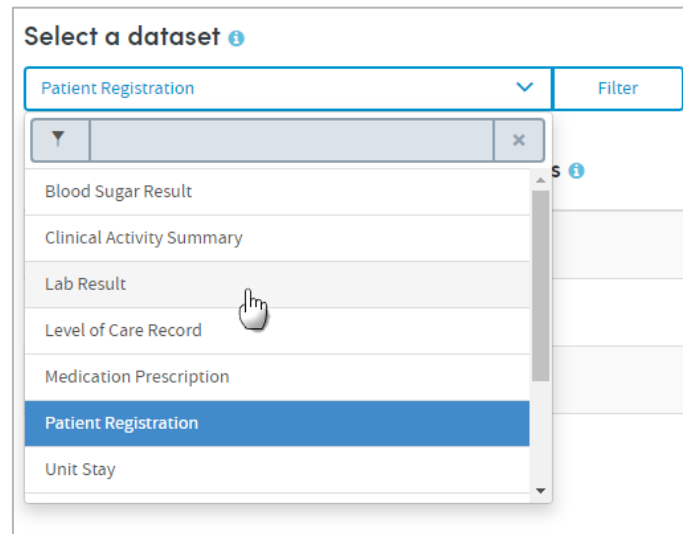 Select a dataset
Patient Registration Filter
s
Blood Sugar Result
Clinical Activity Summary
Lab Result
Level of Care Record
Medication Prescription
Patient Registration
Unit Stay